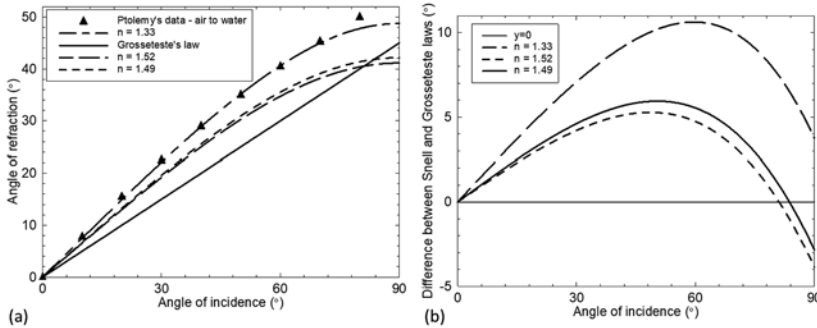 Ptolemy's data - air to water
n = 1.33
Grosseteste's law
n = 1.52
n = 1.49
50
40
30
20
10
0
Angle of refraction (°)
0
30
60
90
Angle of incidence (°)
(a)
y=0
n = 1.33
n = 1.52
n = 1.49
10
5
0
-5
Difference between Snell and Grosseteste laws (°)
0
30
60
90
Angle of incidence (°)
(b)